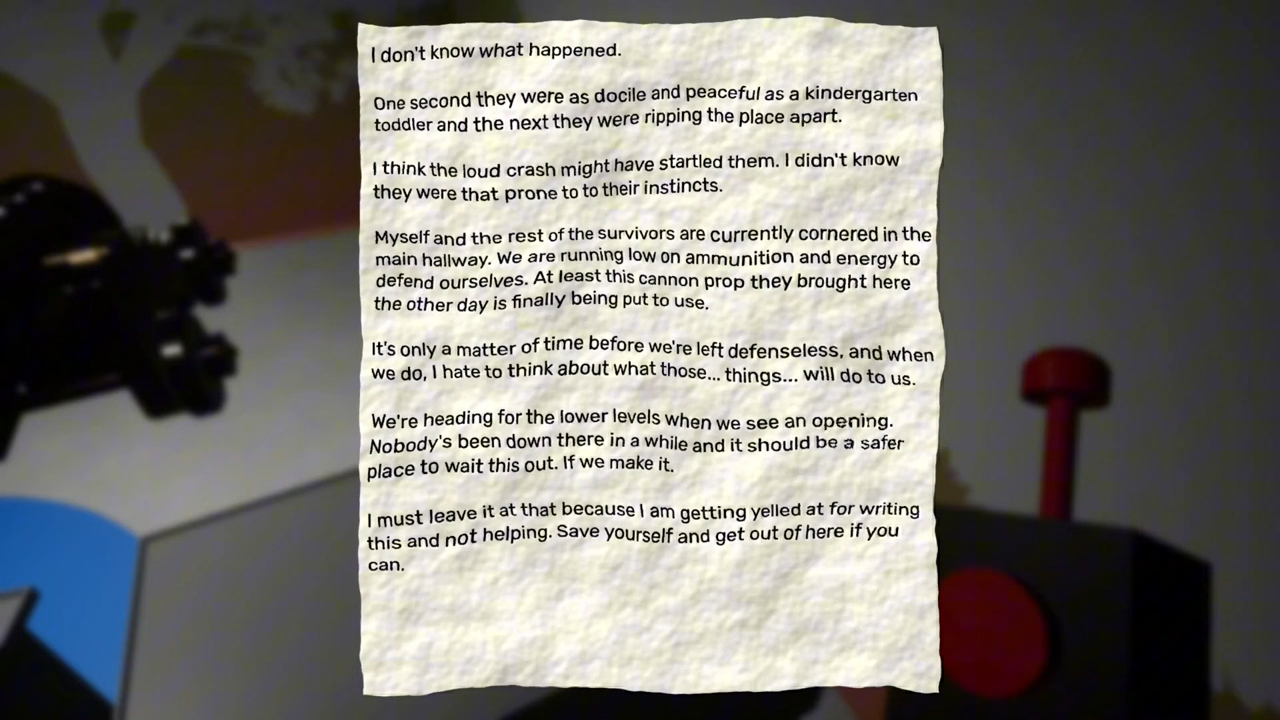 I don't know what happened.
One second they were as docile and peaceful as a kindergarten
toddler and the next they were ripping the place apart.
I think the loud crash might have startled them. I didn't know
they were that prone to to their instincts.
Myself and the rest of the survivors are currently cornered in the
main hallway. We are running low on ammunition and energy to
defend ourselves. At least this cannon prop they brought here
the other day is finally being put to use.
It's only a matter of time before we're left defenseless, and when
we do, I hate to think about what those... things... will do to us.
We're heading for the lower levels when we see an opening.
Nobody's been down there in a while and it should be a safer
place to wait this out. If we make it.
I must leave it at that because I am getting yelled at for writing
this and not helping. Save yourself and get out of here if you
can.